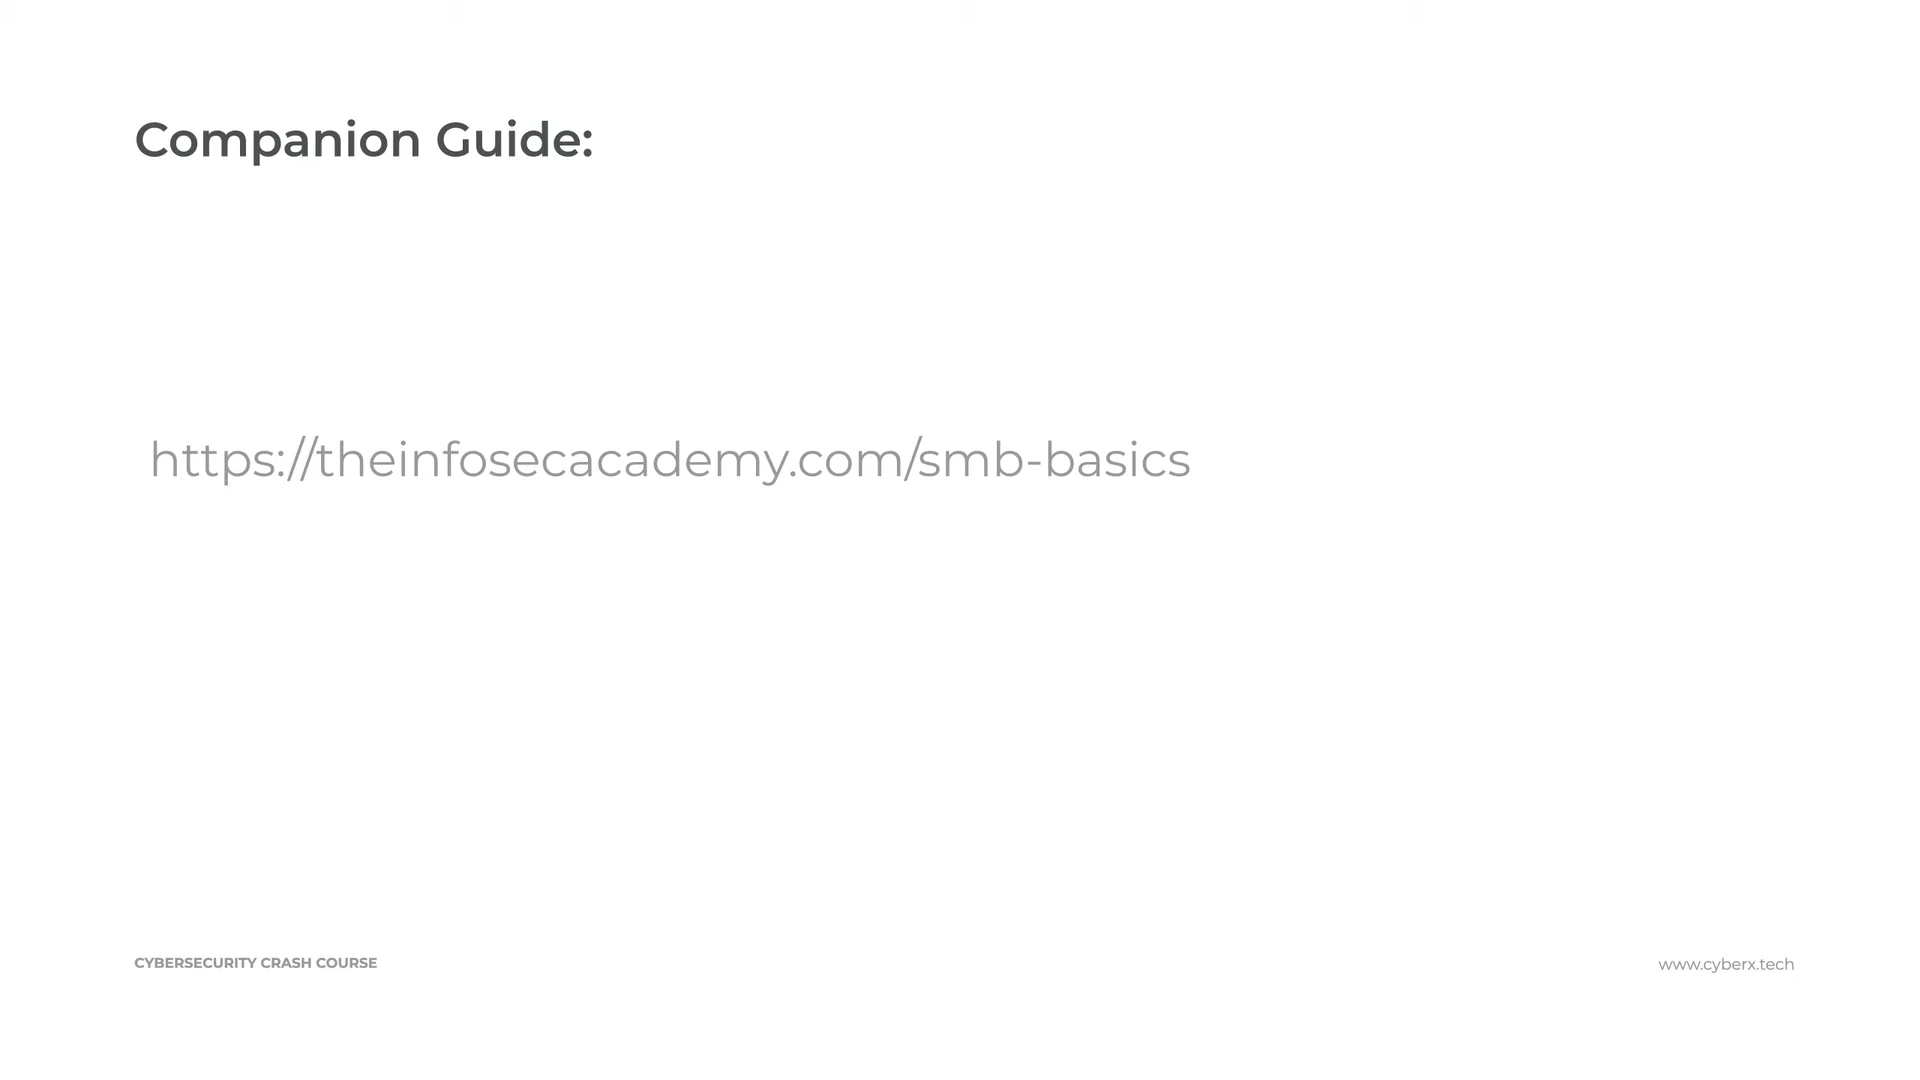 Companion Guide:
https://theinfosecacademy.com/smb-basics
CYBERSECURITY CRASH COURSE
www.cyberx.tech